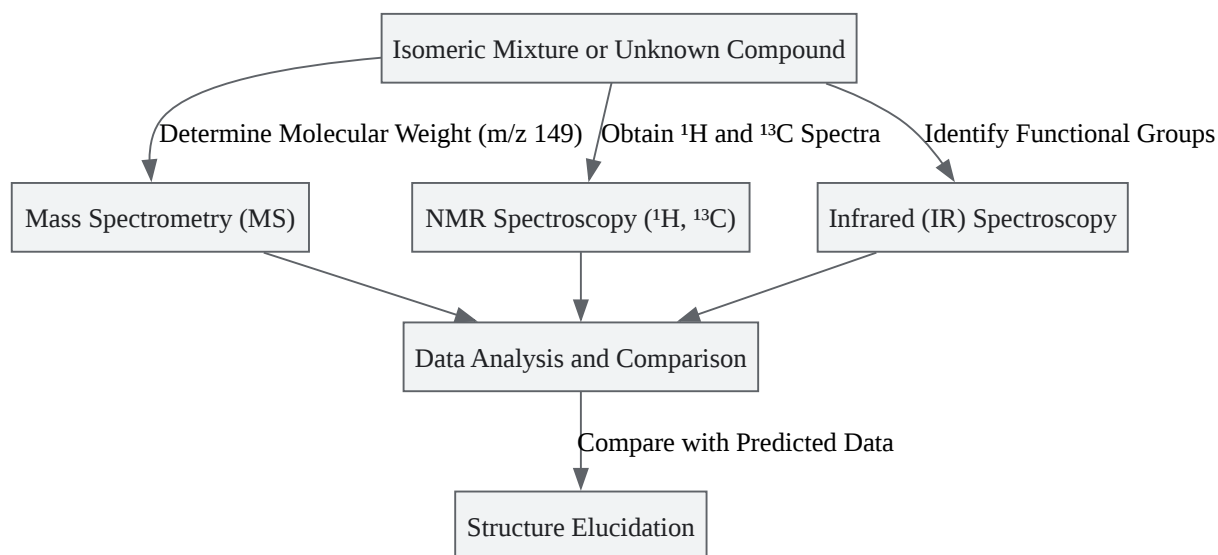 Isomeric Mixture or Unknown Compound
Determine Molecular Weight (m/z 149)
Obtain ¹H and ¹³C Spectra
Identify Functional Groups
Mass Spectrometry (MS)
NMR Spectroscopy (¹H, ¹³C)
Infrared (IR) Spectroscopy
Data Analysis and Comparison
Compare with Predicted Data
Structure Elucidation